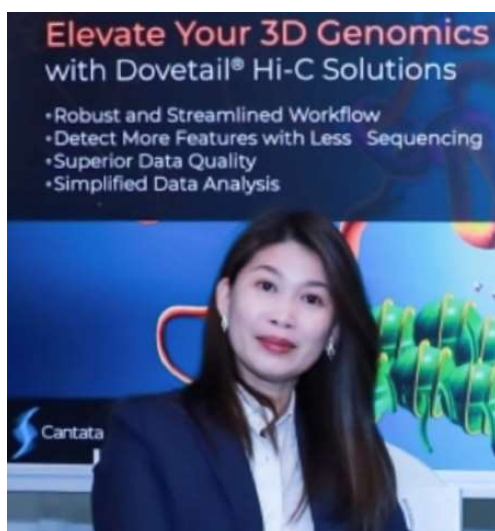 Elevate Your 3D Genomics
with Dovetail® Hi-C Solutions
•Robust and Streamlined Workflow
•Detect More Features with Less Sequencing
•Superior Data Quality
•Simplified Data Analysis
Cantata